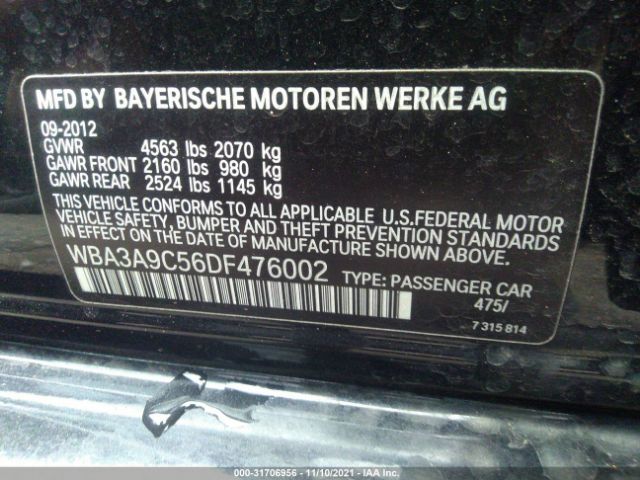 MFD BY BAYERISCHE MOTOREN WERKE AG
09-2012
GVWR 4563 lbs 2070 kg
GAWR FRONT 2160 lbs 980 kg
GAWR REAR 2524 lbs 1145 kg
THIS VEHICLE CONFORMS TO ALL APPLICABLE U.S.FEDERAL MOTOR
VEHICLE SAFETY, BUMPER AND THEFT PREVENTION STANDARDS
IN EFFECT ON THE DATE OF MANUFACTURE SHOWN ABOVE.
WBA3A9C56DF476002 TYPE: PASSENGER CAR
475/
7 315 814
000-31706956 - 11/10/2021 - IAA Inc.